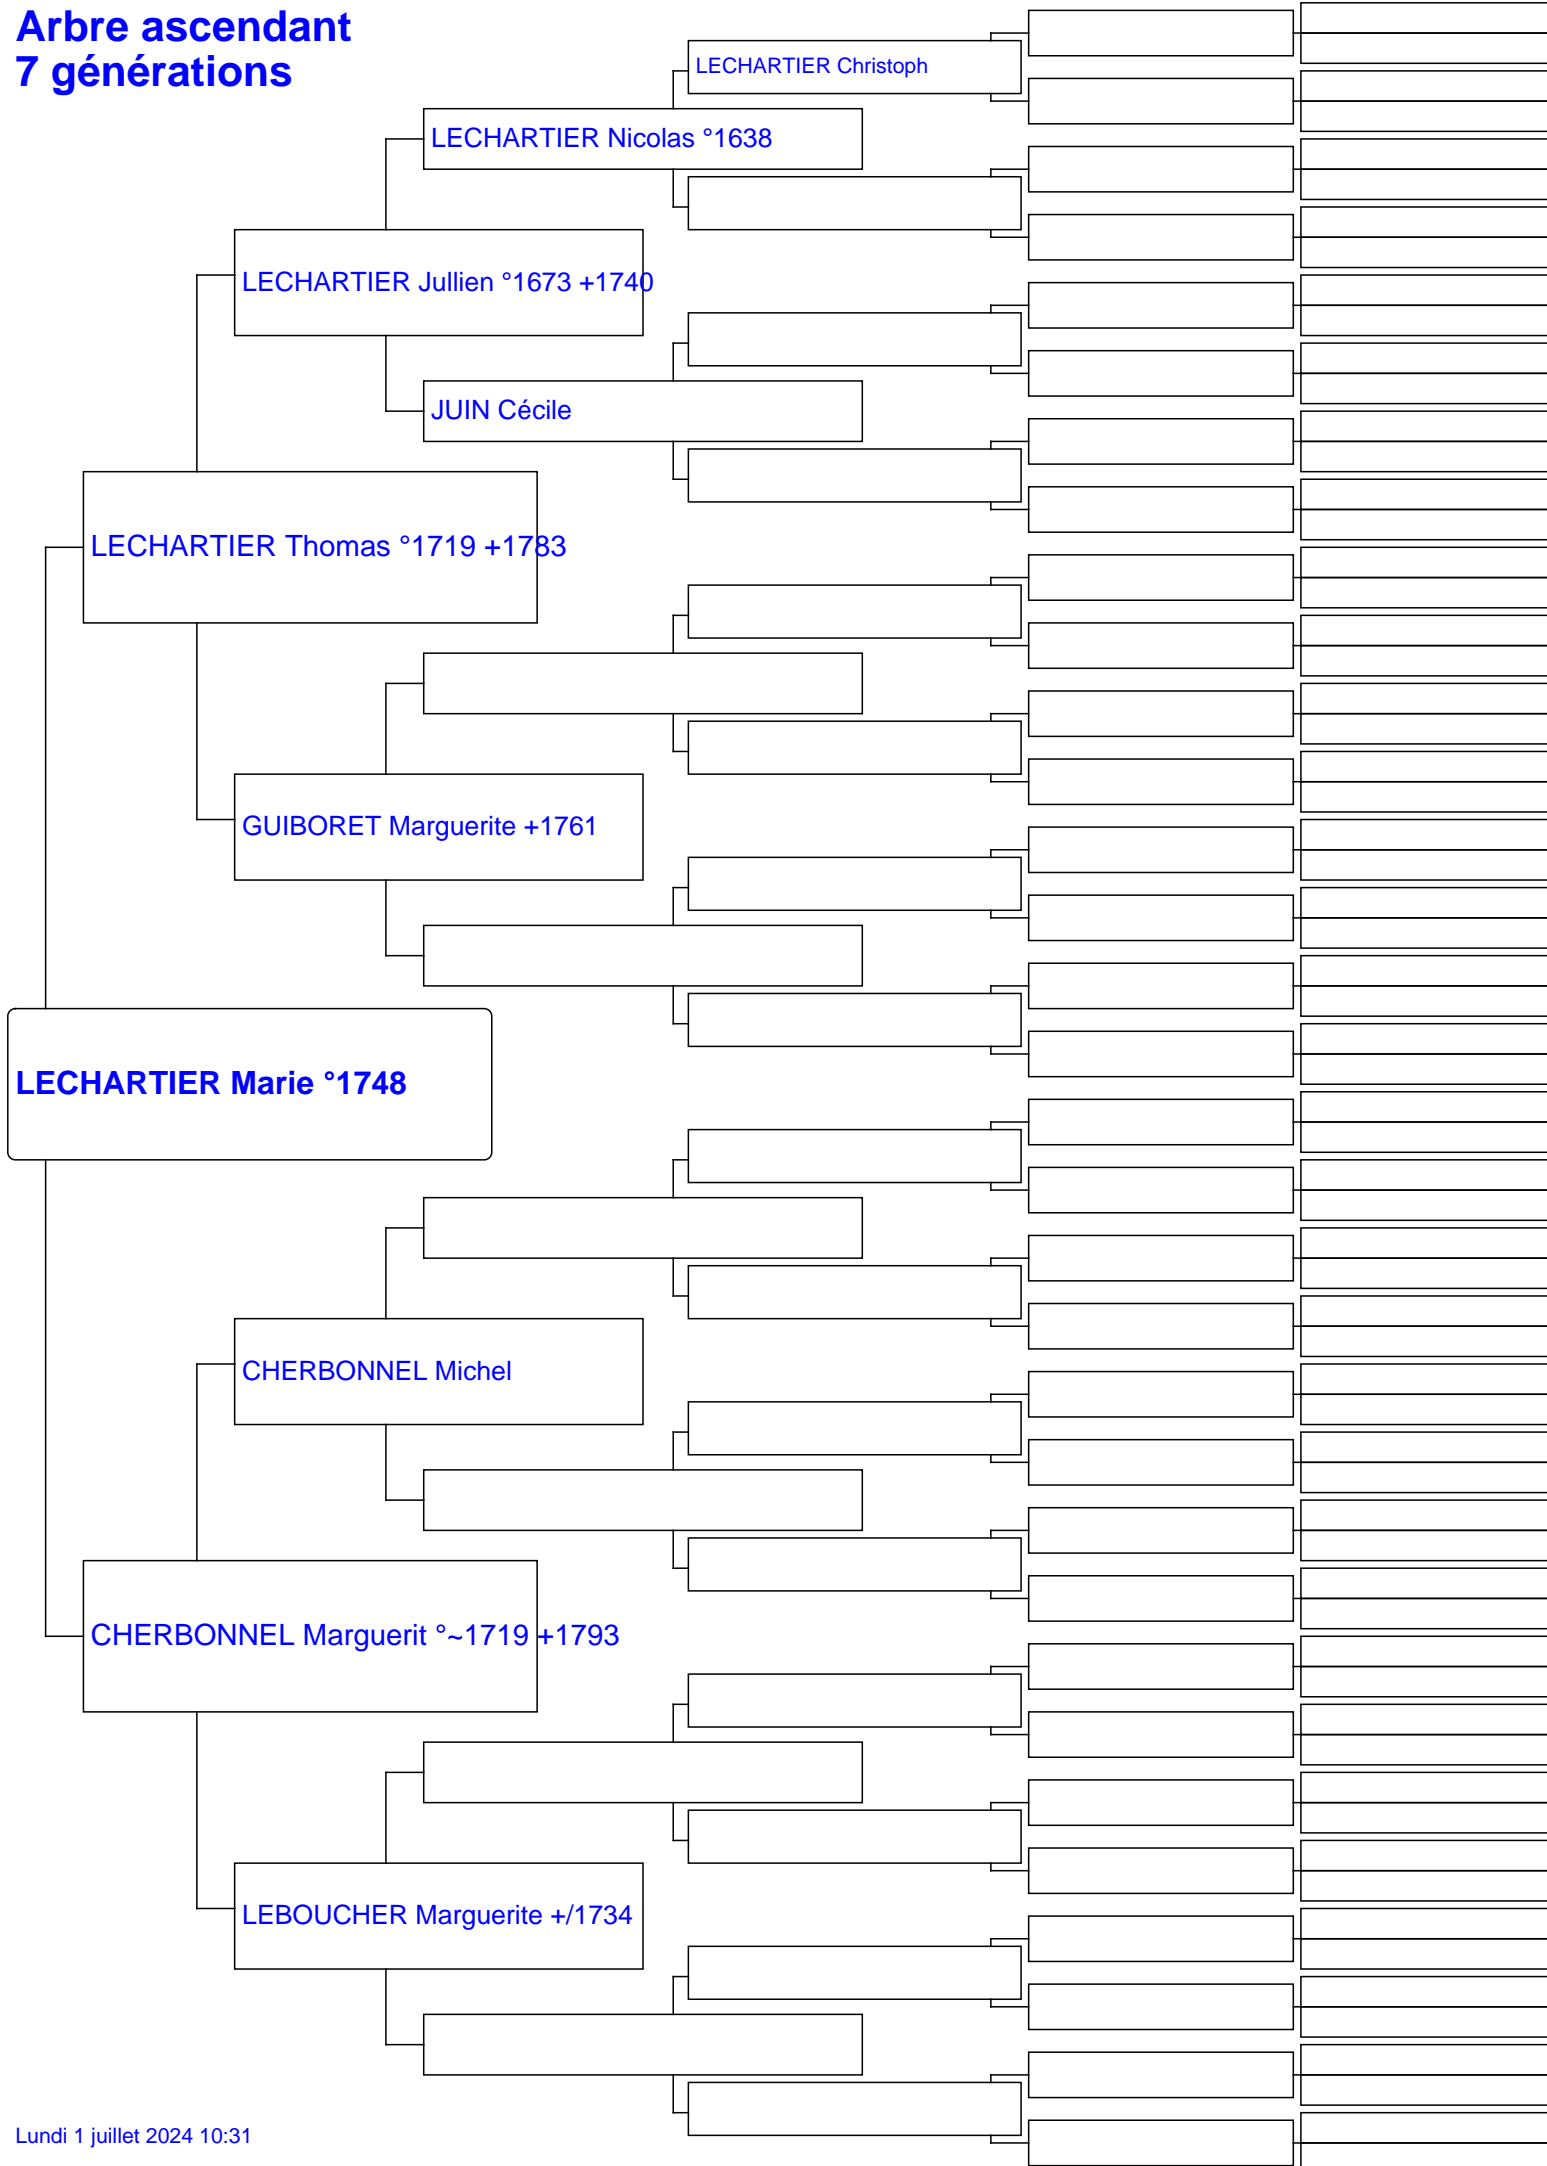 Arbre ascendant
7 générations
LECHARTIER Christoph
LECHARTIER Nicolas °1638
LECHARTIER Jullien °1673 +1740
JUIN Cécile
LECHARTIER Thomas °1719 +1783
GUIBORET Marguerite +1761
LECHARTIER Marie °1748
CHERBONNEL Michel
CHERBONNEL Marguerit °~1719 +1793
LEBOUCHER Marguerite +/1734
Lundi 1 juillet 2024 10:31